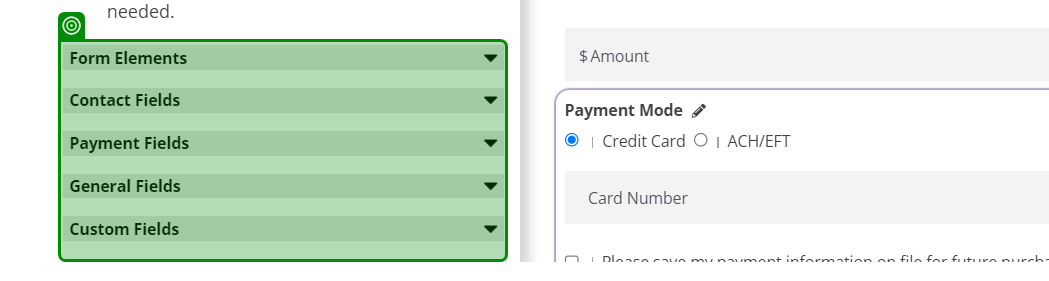 needed.
Form Elements
Contact Fields
Payment Fields
General Fields
Custom Fields
$ Amount
Payment Mode
Credit Card ACH/EFT
Card Number
Please save my payment information on file for future purcha